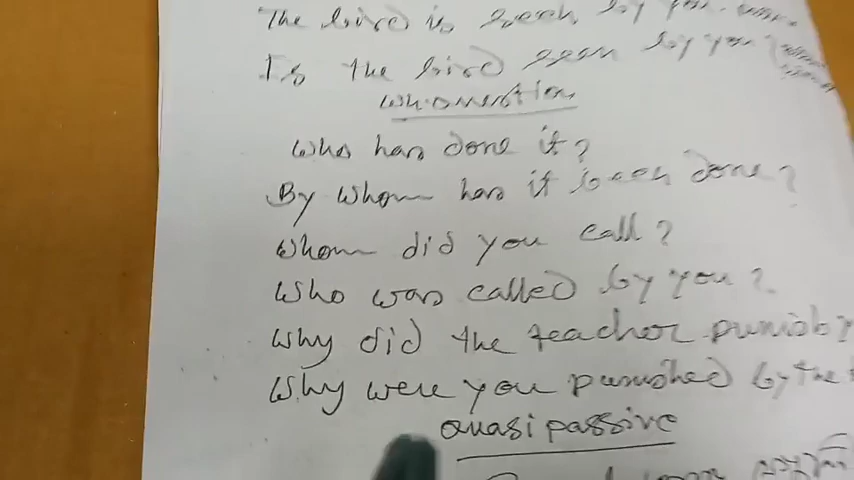 The bird is seen by you.
Is the bird seen by you?
Wh. question
Who has done it?
By whom has it been done?
Whom did you call?
Who was called by you?
Why did the teacher punish
Why were you punished by the
Quasi passive